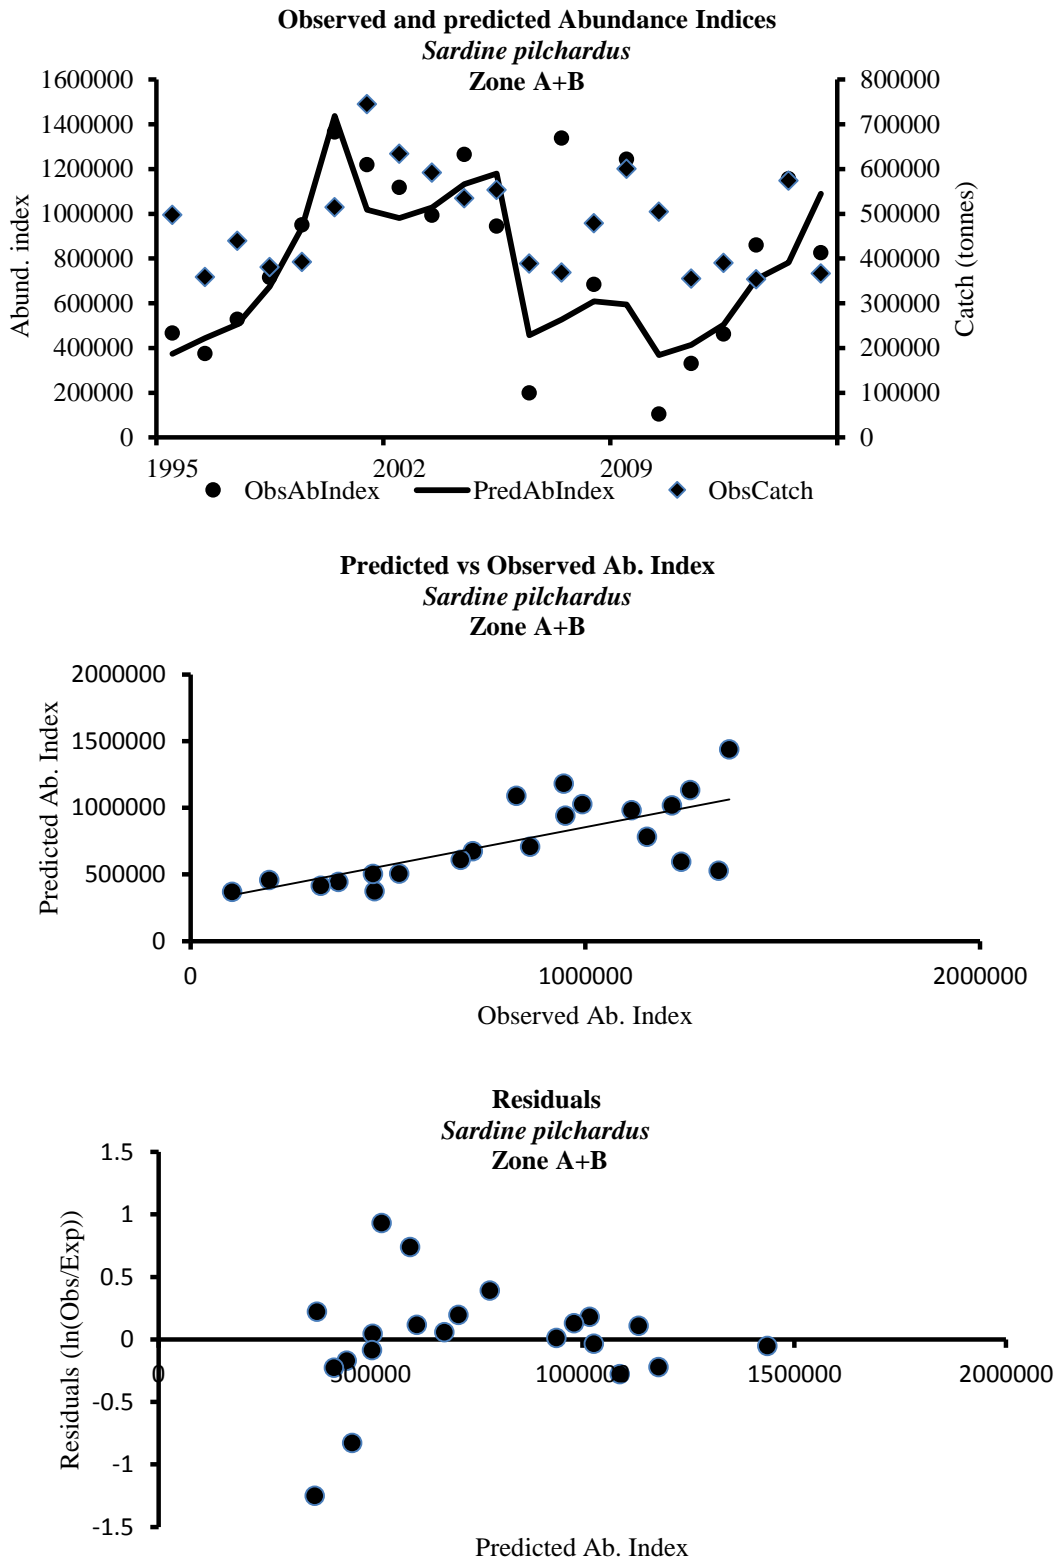 Observed and predicted Abundance Indices
Sardine pilchardus
Zone A+B
1600000
1400000
1200000
1000000
800000
600000
400000
200000
0
Abund. index
800000
700000
600000
500000
400000
300000
200000
100000
0
Catch (tonnes)
1995 2002 2009
ObsAbIndex PredAbIndex ObsCatch
Predicted vs Observed Ab. Index
Sardine pilchardus
Zone A+B
2000000
1500000
1000000
500000
0
Predicted Ab. Index
0 1000000 2000000
Observed Ab. Index
Residuals
Sardine pilchardus
Zone A+B
1.5
1
0.5
0
-0.5
-1
-1.5
Residuals (ln(Obs/Exp))
0 500000 1000000 1500000 2000000
Predicted Ab. Index